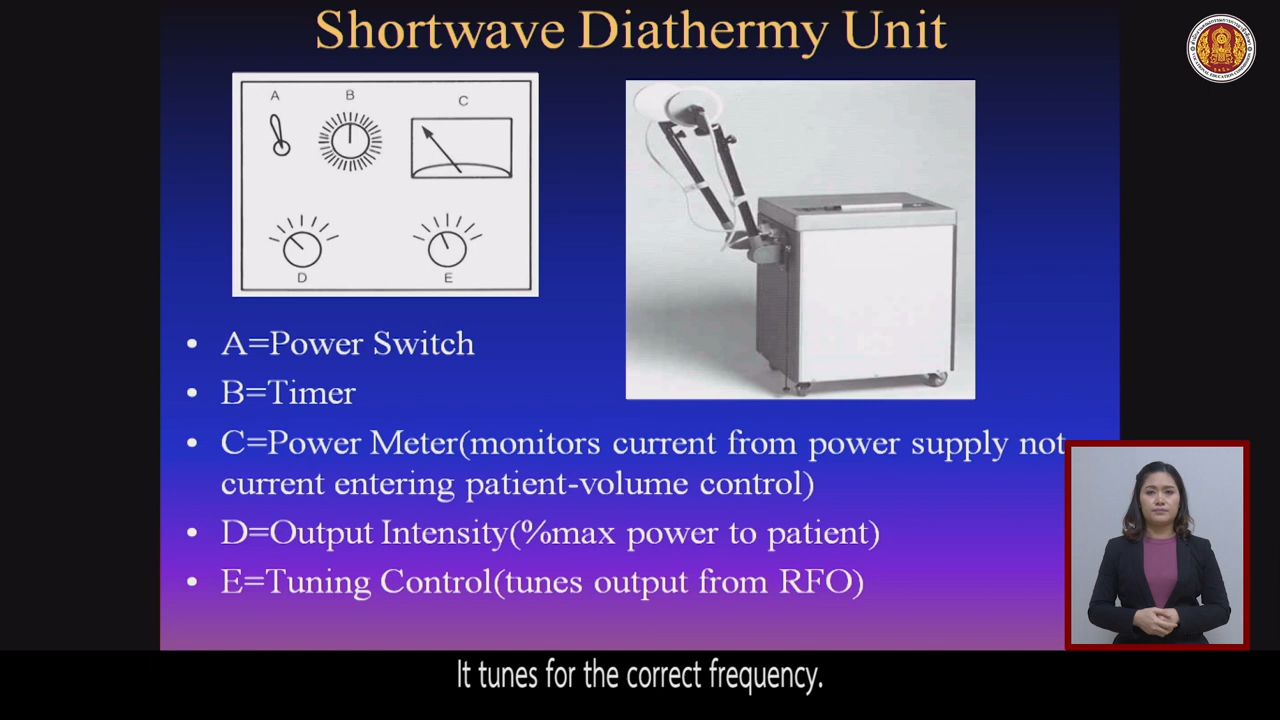 Shortwave Diathermy Unit
A
B
C
D
E
• A=Power Switch
• B=Timer
• C=Power Meter(monitors current from power supply not
current entering patient-volume control)
• D=Output Intensity(%max power to patient)
• E=Tuning Control(tunes output from RFO)
It tunes for the correct frequency.